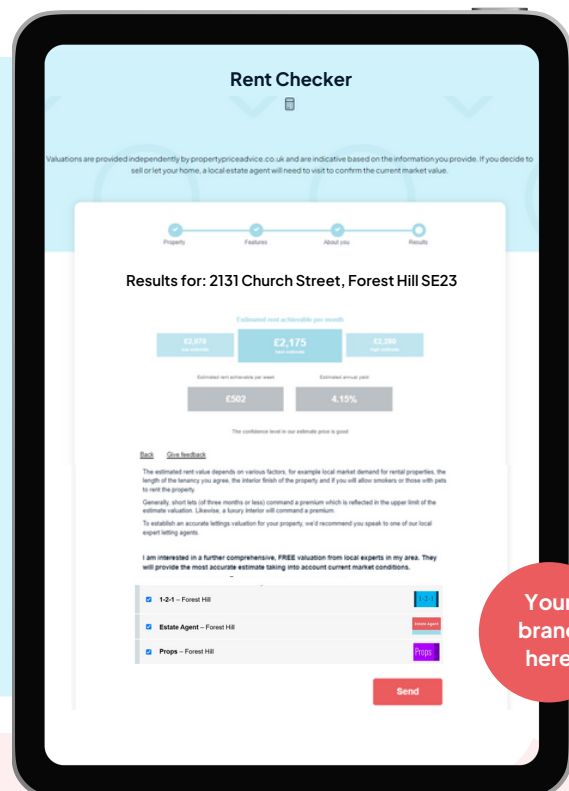 Rent Checker
Valuations are provided independently by propertypriceadvice.co.uk and are indicative based on the information you provide. If you decide to
sell or let your home, a local estate agent will need to visit to confirm the current market value.
Property Features About you Results
Results for: 2131 Church Street, Forest Hill SE23
Estimated rent achievable per month
£2,070 £2,175 £2,280
low estimate best estimate high estimate
Estimated rent achievable per week Estimated annual yield
£502 4.15%
The confidence level in our estimate price is good
Back Give feedback
The estimated rent value depends on various factors, for example local market demand for rental properties, the
length of the tenancy you agree, the interior finish of the property and if you will allow smokers or those with pets
to rent the property.
Generally, short lets (of three months or less) command a premium which is reflected in the upper limit of the
estimate valuation. Likewise, a luxury interior will command a premium.
To establish an accurate lettings valuation for your property, we'd recommend you speak to one of our local
expert letting agents.
I am interested in a further comprehensive, FREE valuation from local experts in my area. They
will provide the most accurate estimate taking into account current market conditions.
1-2-1 – Forest Hill 1-2-1
Estate Agent – Forest Hill Estate Agent
Props – Forest Hill Props
Send
Your
brand
here